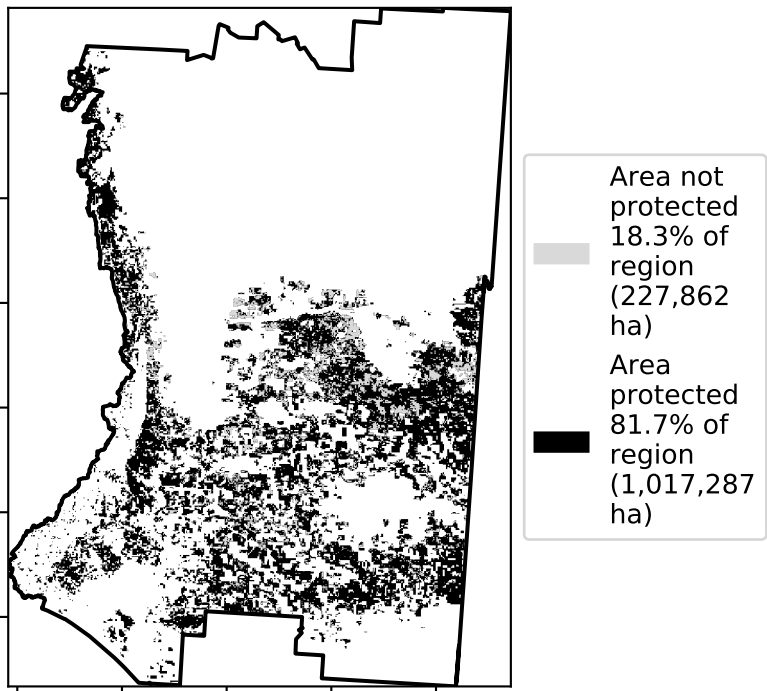 Area not
protected
18.3% of
region
(227,862
ha)
Area
protected
81.7% of
region
(1,017,287
ha)